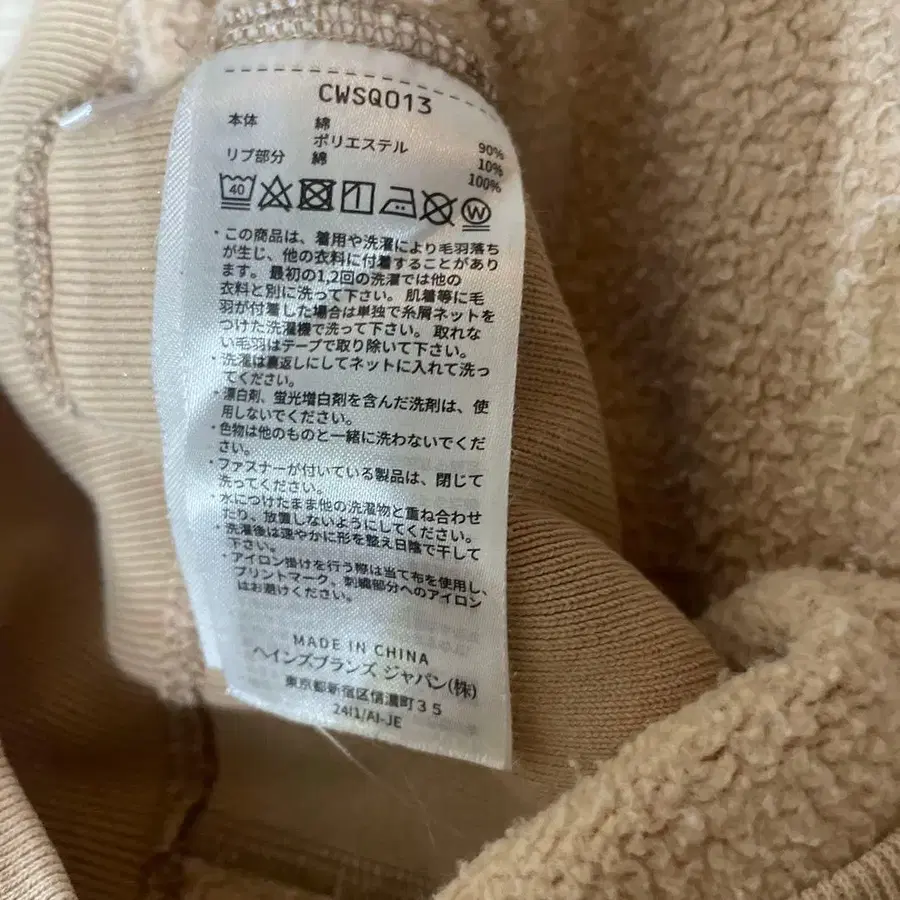 CWSQ013
本体 綿 90%
ポリエステル 10%
リブ部分 綿 100%
40 W
・この商品は、着用や洗濯により毛羽落ち
が生じ、他の衣料に付着することがあり
ます。最初の1,2回の洗濯では他の
衣料と別に洗って下さい。肌着等に毛
羽が付着した場合は単独で糸屑ネットを
つけた洗濯機で洗って下さい。取れな
い毛羽はテープで取り除いて下さい。
・洗濯は裏返しにしてネットに入れて洗っ
てください。
・漂白剤、蛍光増白剤を含んだ洗剤は、使
用しないでください。
・色物は他のものと一緒に洗わないでくだ
さい。
・ファスナーが付いている製品は、閉じて
洗ってください。
・水につけたまま他の洗濯物と重ね合わせ
たり、放置しないようにしてください。
・洗濯後は速やかに形を整え日陰で干して
下さい。
・アイロン掛けを行う際は当て布を使用し、
プリントマーク、刺繍部分へのアイロン
はお避けください。
MADE IN CHINA
ヘインズブランズ ジャパン(株)
東京都新宿区信濃町35
24I1/AI-JE